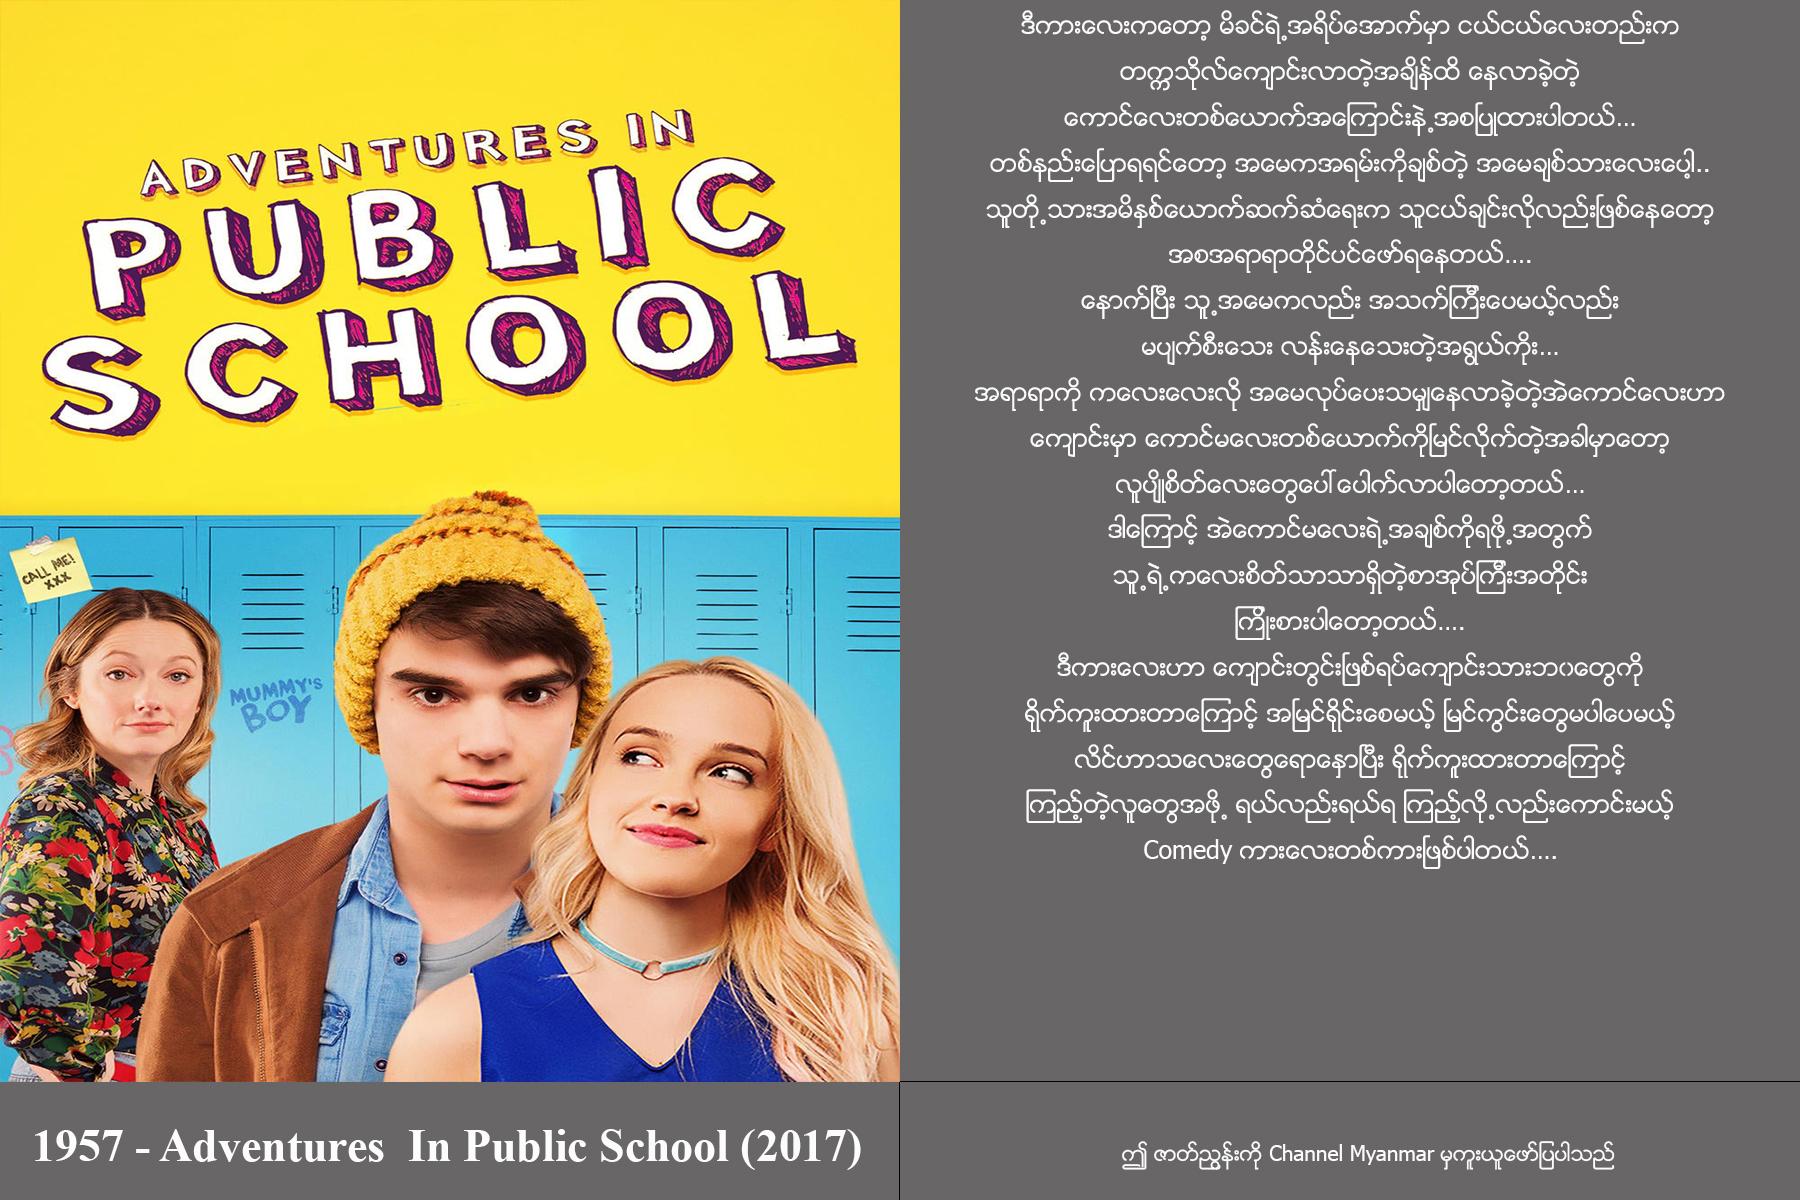 ADVENTURES IN
PUBLIC
SCHOOL
CALL ME!
XXX
MUMMY'S
BOY
1957 - Adventures In Public School (2017)
ဒီကားလေးကတော့ မိခင်ရဲ့အရိပ်အောက်မှာ ငယ်ငယ်လေးတည်းက
တက္ကသိုလ်ကျောင်းလာတဲ့အချိန်ထိ နေလာခဲ့တဲ့
ကောင်လေးတစ်ယောက်အကြောင်းနဲ့အစပြုထားပါတယ်...
တစ်နည်းပြောရရင်တော့ အမေကအရမ်းကိုချစ်တဲ့ အမေချစ်သားလေးပေါ့..
သူတို့သားအမိနှစ်ယောက်ဆက်ဆံရေးက သူငယ်ချင်းလိုလည်းဖြစ်နေတော့
အစအရာရာတိုင်ပင်ဖော်ရနေတယ်....
နောက်ပြီး သူ့အမေကလည်း အသက်ကြီးပေမယ့်လည်း
မပျက်စီးသေး လန်းနေသေးတဲ့အရွယ်ကိုး...
အရာရာကို ကလေးလေးလို အမေလုပ်ပေးသမျှနေလာခဲ့တဲ့အဲကောင်လေးဟာ
ကျောင်းမှာ ကောင်မလေးတစ်ယောက်ကိုမြင်လိုက်တဲ့အခါမှာတော့
လူပျိုစိတ်လေးတွေပေါ်ပေါက်လာပါတော့တယ်...
ဒါကြောင့် အဲကောင်မလေးရဲ့အချစ်ကိုရဖို့အတွက်
သူ့ရဲ့ကလေးစိတ်သာသာရှိတဲ့စာအုပ်ကြီးအတိုင်း
ကြိုးစားပါတော့တယ်....
ဒီကားလေးဟာ ကျောင်းတွင်းဖြစ်ရပ်ကျောင်းသားဘဝတွေကို
ရိုက်ကူးထားတာကြောင့် အမြင်ရိုင်းစေမယ့် မြင်ကွင်းတွေမပါပေမယ့်
လိင်ဟာသလေးတွေရောနှောပြီး ရိုက်ကူးထားတာကြောင့်
ကြည့်တဲ့လူတွေအဖို့ ရယ်လည်းရယ်ရ ကြည့်လို့လည်းကောင်းမယ့်
Comedy ကားလေးတစ်ကားဖြစ်ပါတယ်....
ဤ ဇာတ်ညွှန်းကို Channel Myanmar မှကူးယူဖော်ပြပါသည်